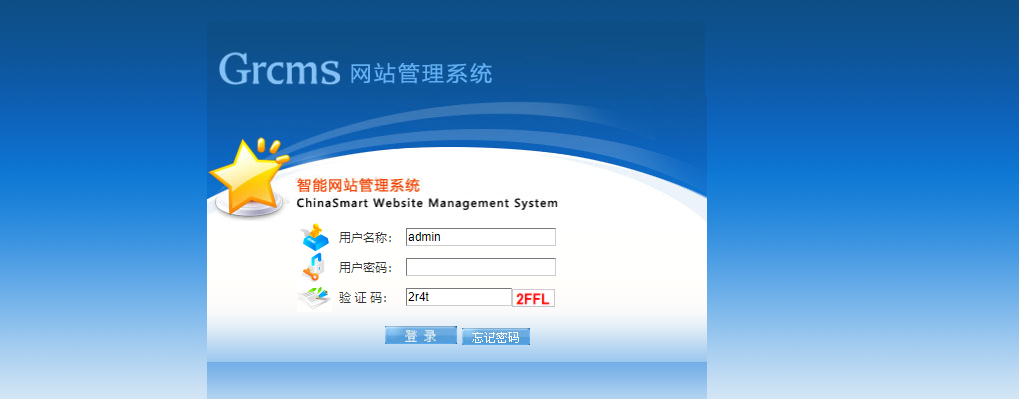 Grcms 网站管理系统
智能网站管理系统
ChinaSmart Website Management System
用户名称： admin
用户密码：
验 证 码： 2r4t 2FFL
登 录 忘记密码